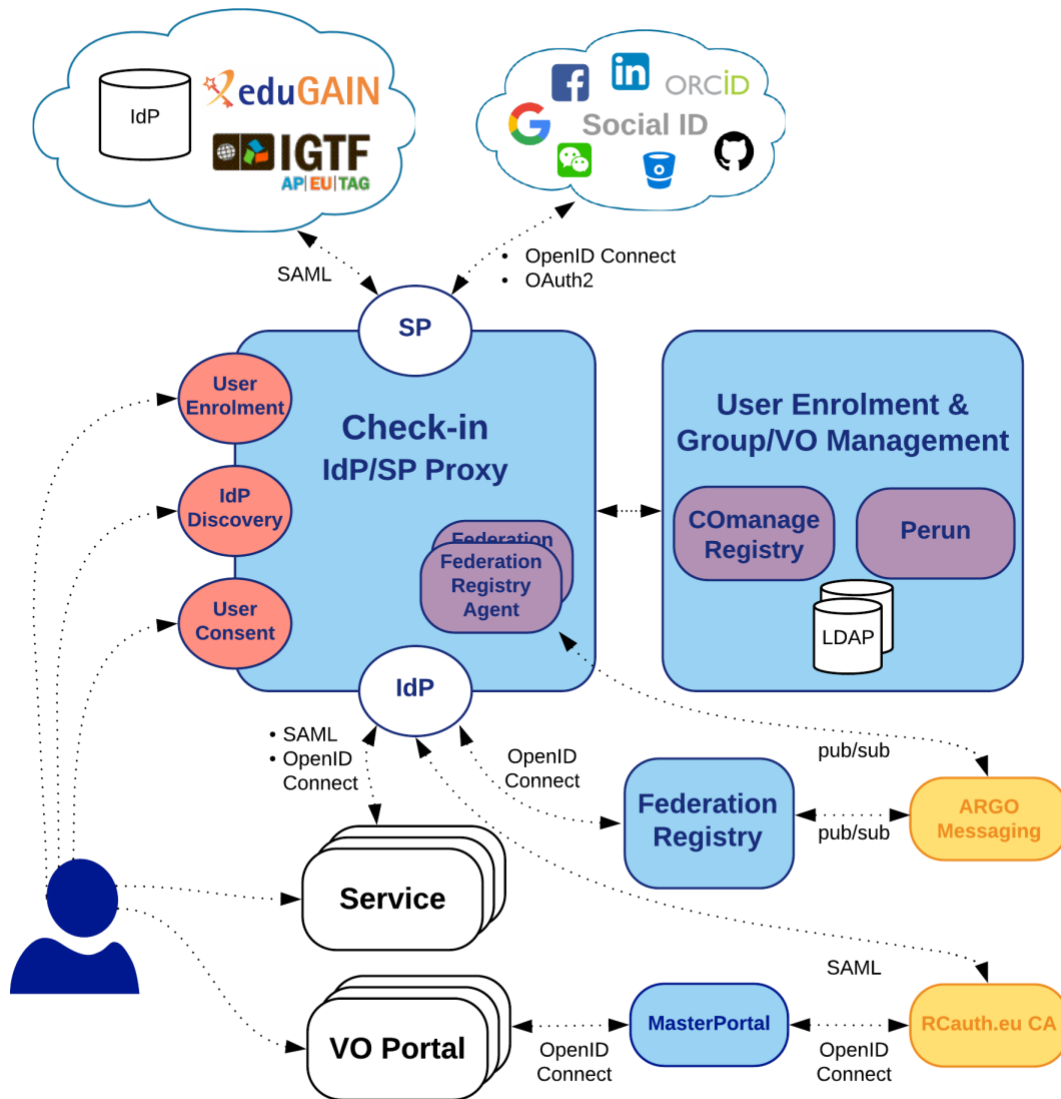 IdP
eduGAIN
IGTF
AP|EU|TAG
Social ID
ORCiD
in
SAML
• OpenID Connect
• OAuth2
SP
User
Enrolment
IdP
Discovery
User
Consent
Check-in
IdP/SP Proxy
Federation
Federation
Registry
Agent
IdP
User Enrolment &
Group/VO Management
COmanage
Registry
Perun
LDAP
• SAML
• OpenID
Connect
OpenID
Connect
pub/sub
Federation
Registry
pub/sub
ARGO
Messaging
Service
VO Portal
OpenID
Connect
MasterPortal
OpenID
Connect
SAML
RCauth.eu CA